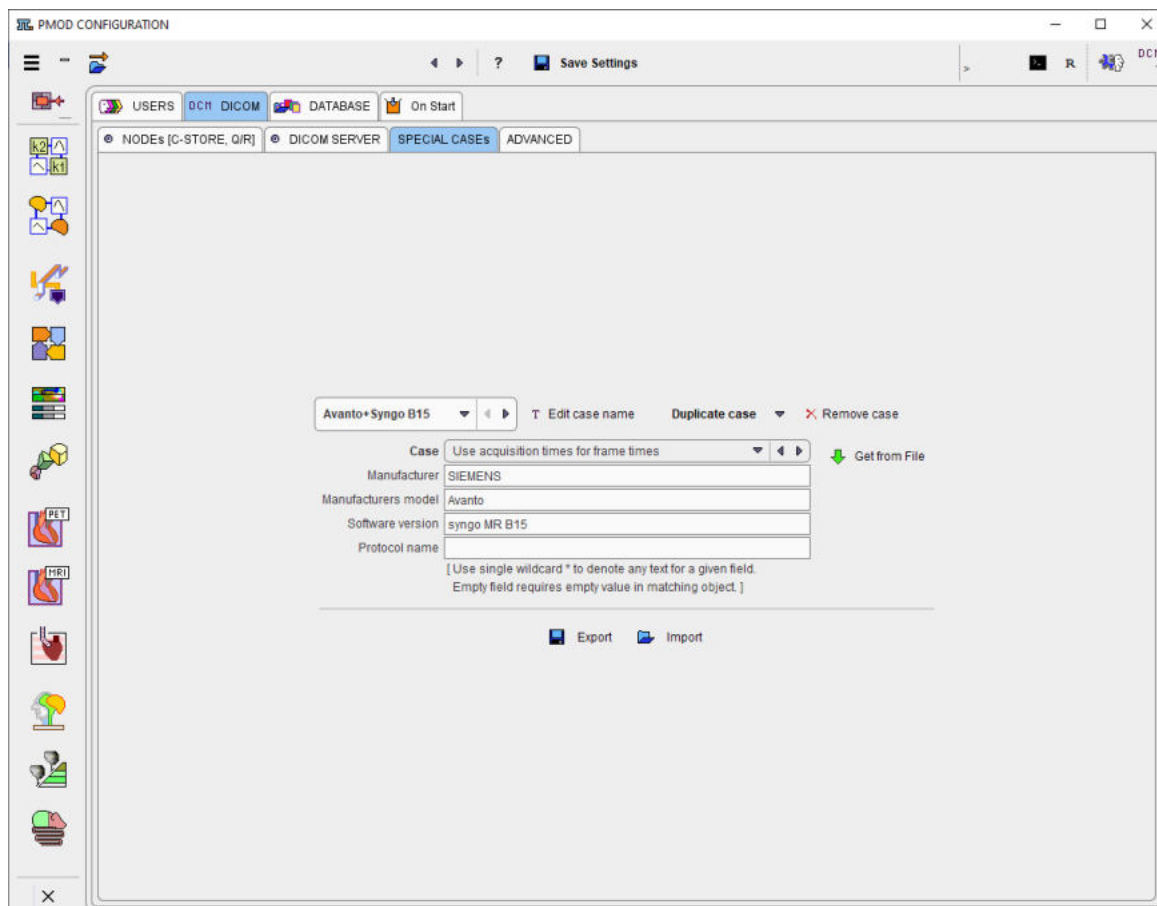 PMOD CONFIGURATION
? Save Settings > R DCM
USERS DCM DICOM DATABASE On Start
NODEs [C-STORE, Q/R] DICOM SERVER SPECIAL CASEs ADVANCED
k2
k1
PET
MRI
Avanto+Syngo B15 T Edit case name Duplicate case Remove case
Case Use acquisition times for frame times Get from File
Manufacturer SIEMENS
Manufacturers model Avanto
Software version syngo MR B15
Protocol name
[ Use single wildcard * to denote any text for a given field.
Empty field requires empty value in matching object. ]
Export Import